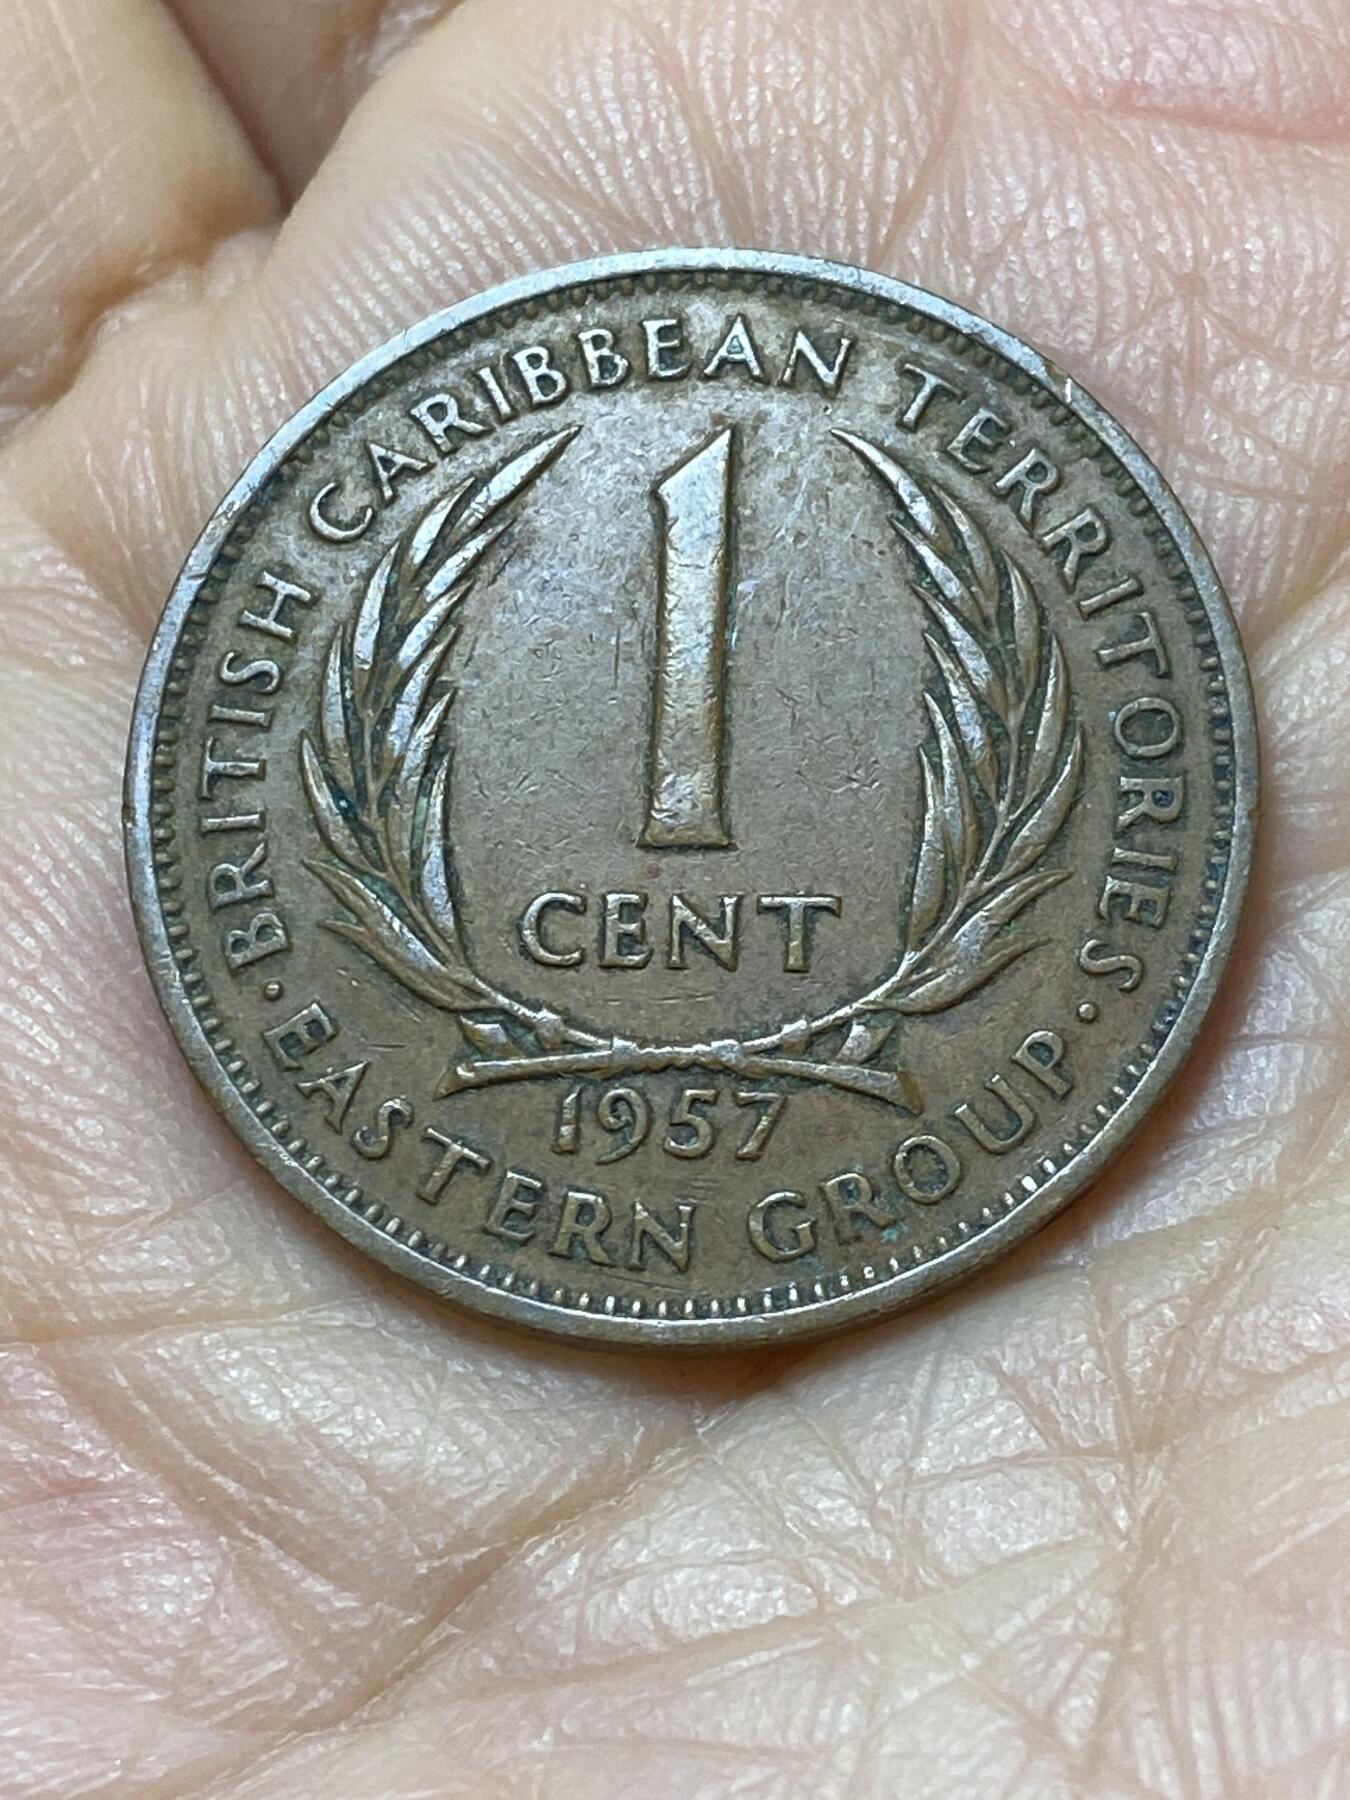 BRITISH CARIBBEAN TERRITORIES
1
CENT
1957
· EASTERN GROUP ·